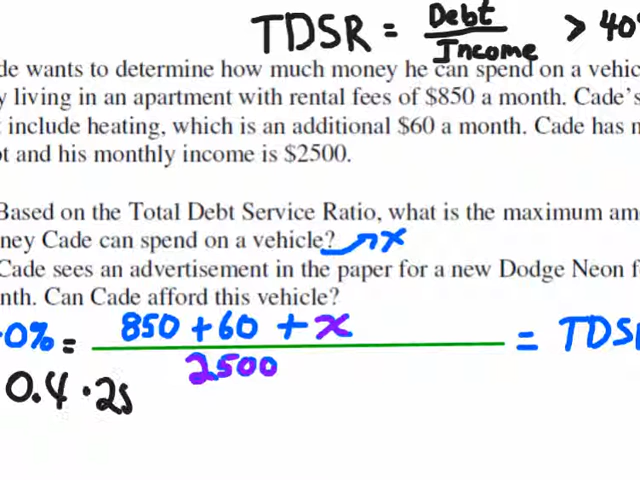 TDSR = Debt / Income > 40
de wants to determine how much money he can spend on a vehic
y living in an apartment with rental fees of $850 a month. Cade's
include heating, which is an additional $60 a month. Cade has n
ot and his monthly income is $2500.
Based on the Total Debt Service Ratio, what is the maximum am
ney Cade can spend on a vehicle? → x
Cade sees an advertisement in the paper for a new Dodge Neon f
nth. Can Cade afford this vehicle?
0% = 850 + 60 + x / 2500 = TDSR
0.4 · 25